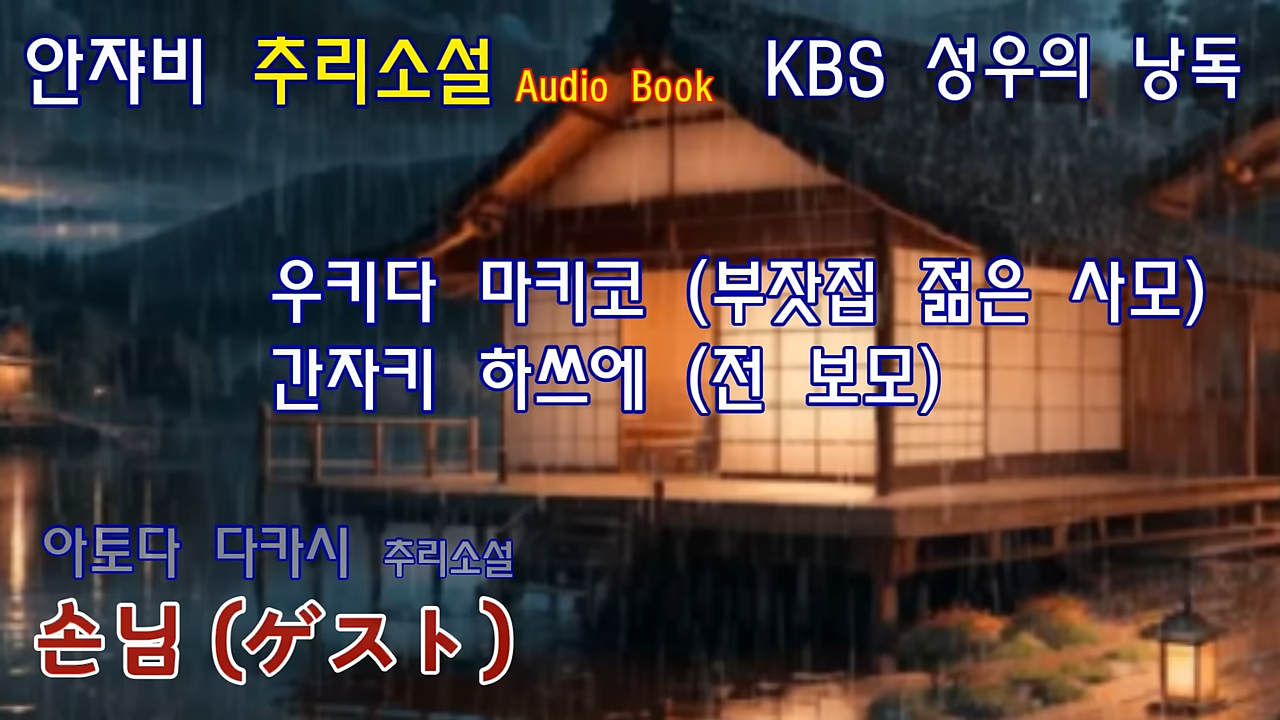 안쟈비 추리소설 Audio Book KBS 성우의 낭독
우키다 마키코 (부잣집 젊은 사모)
간자키 하쓰에 (전 보모)
아토다 다카시 추리소설
손님 (ゲスト)